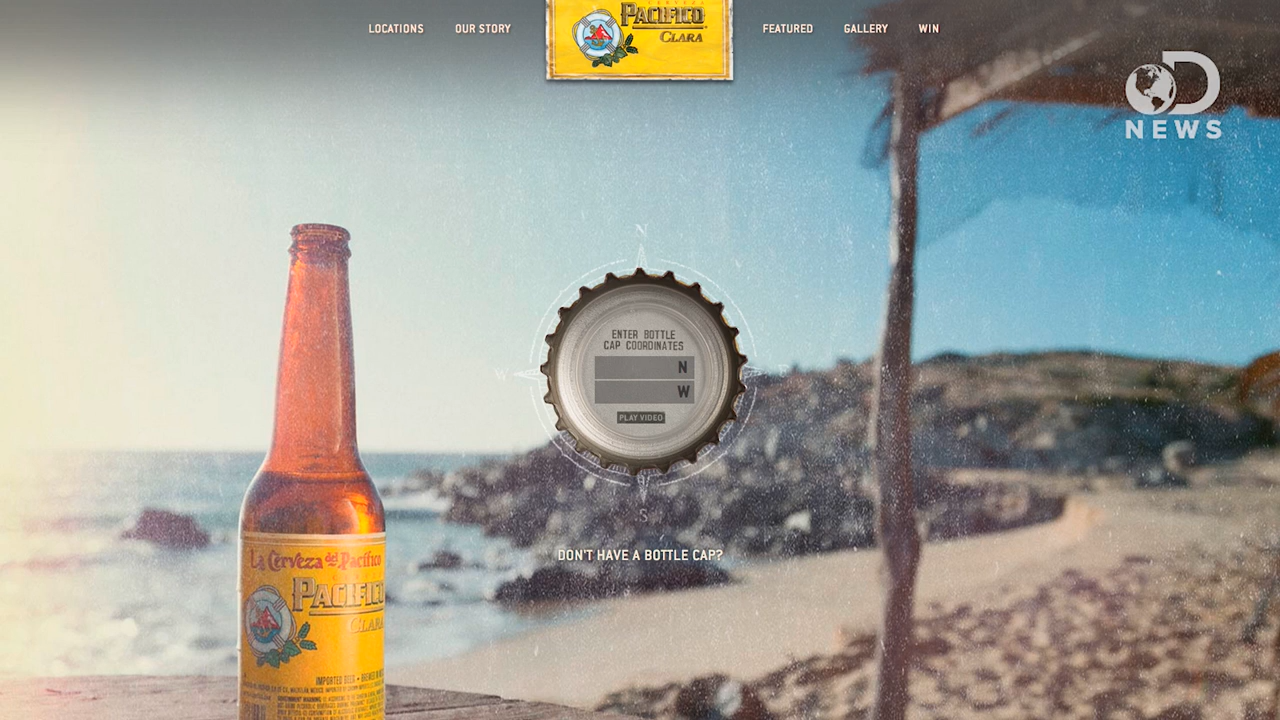 LOCATIONS
OUR STORY
PACIFICO
CLARA
FEATURED
GALLERY
WIN
NEWS
N
ENTER BOTTLE
CAP COORDINATES
N
W
PLAY VIDEO
W
E
S
DON'T HAVE A BOTTLE CAP?
La Cerveza del Pacífico
PACIFICO
CLARA
IMPORTED BEER •